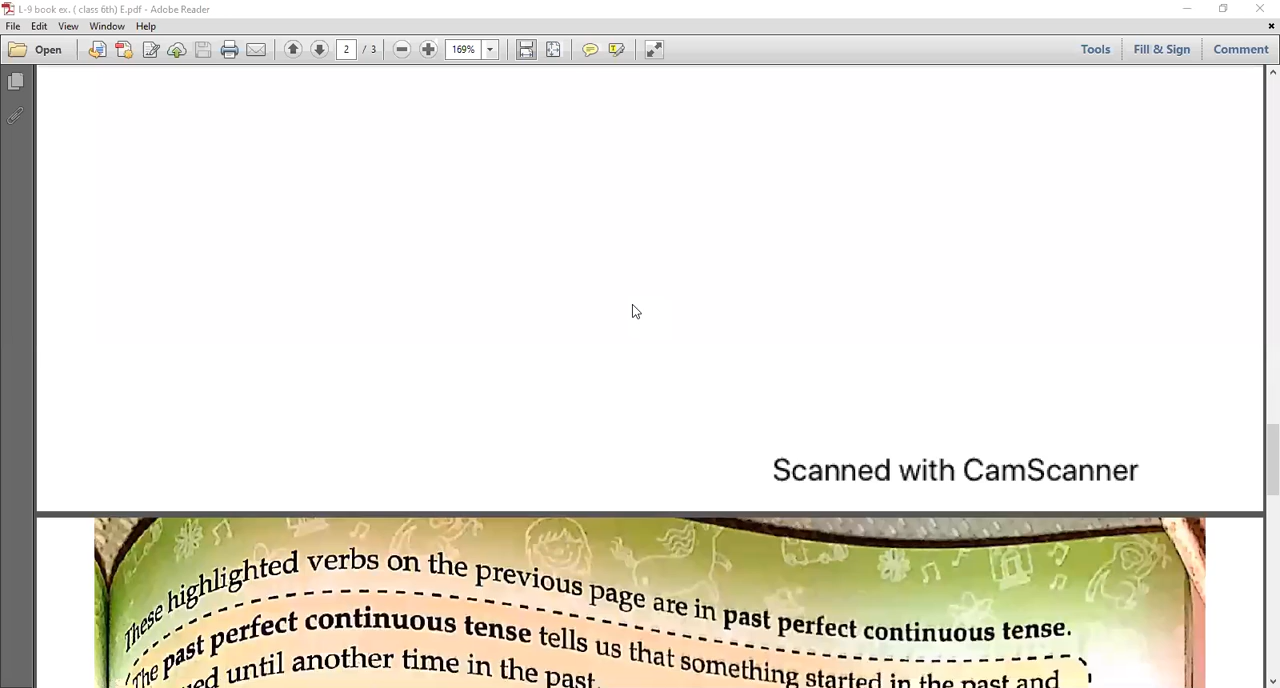 L-9 book ex. ( class 6th) E.pdf - Adobe Reader
File Edit View Window Help
Open 2 / 3 169% Tools Fill & Sign Comment
Scanned with CamScanner
These highlighted verbs on the previous page are in past perfect continuous tense.
The past perfect continuous tense tells us that something started in the past and
until another time in the past.